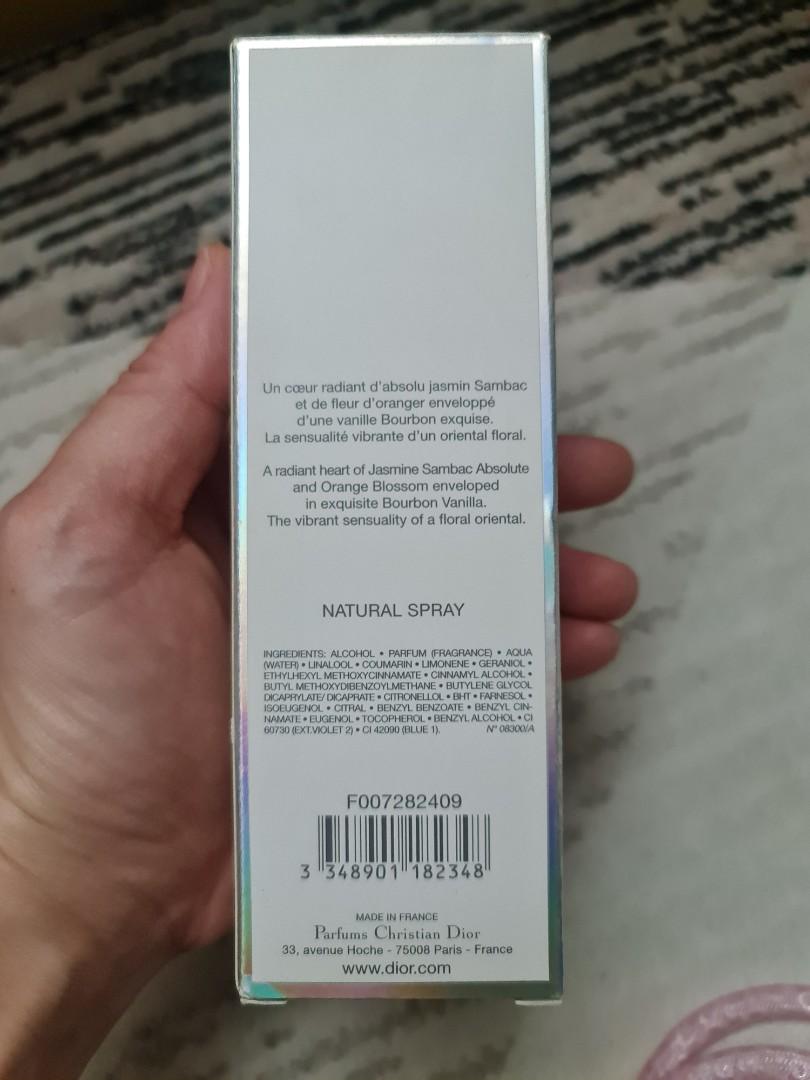 Un cœur radiant d'absolu jasmin Sambac
et de fleur d'oranger enveloppé
d'une vanille Bourbon exquise.
La sensualité vibrante d'un oriental floral.
A radiant heart of Jasmine Sambac Absolute
and Orange Blossom enveloped
in exquisite Bourbon Vanilla.
The vibrant sensuality of a floral oriental.
NATURAL SPRAY
INGREDIENTS: ALCOHOL • PARFUM (FRAGRANCE) • AQUA
(WATER) • LINALOOL • COUMARIN • LIMONENE • GERANIOL •
ETHYLHEXYL METHOXYCINNAMATE • CINNAMYL ALCOHOL •
BUTYL METHOXYDIBENZOYLMETHANE • BUTYLENE GLYCOL
DICAPRYLATE/ DICAPRATE • CITRONELLOL • BHT • FARNESOL •
ISOEUGENOL • CITRAL • BENZYL BENZOATE • BENZYL CIN-
NAMATE • EUGENOL • TOCOPHEROL • BENZYL ALCOHOL • CI
60730 (EXT.VIOLET 2) • CI 42090 (BLUE 1). N° 08300/A
F007282409
3 348901 182348
MADE IN FRANCE
Parfums Christian Dior
33, avenue Hoche - 75008 Paris - France
www.dior.com